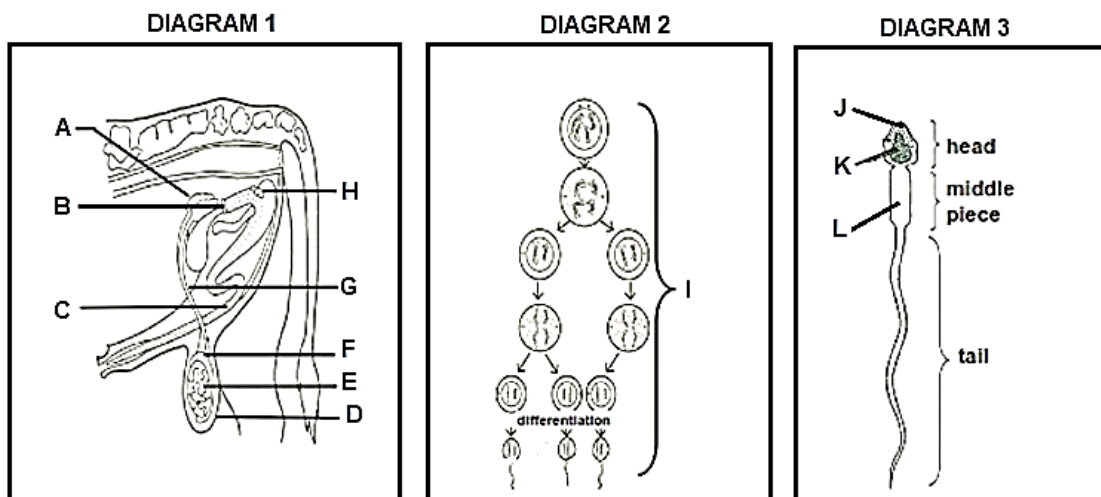 DIAGRAM 1
DIAGRAM 2
DIAGRAM 3
A
B
H
G
C
F
E
D
I
differentiation
J
K
L
head
middle
piece
tail